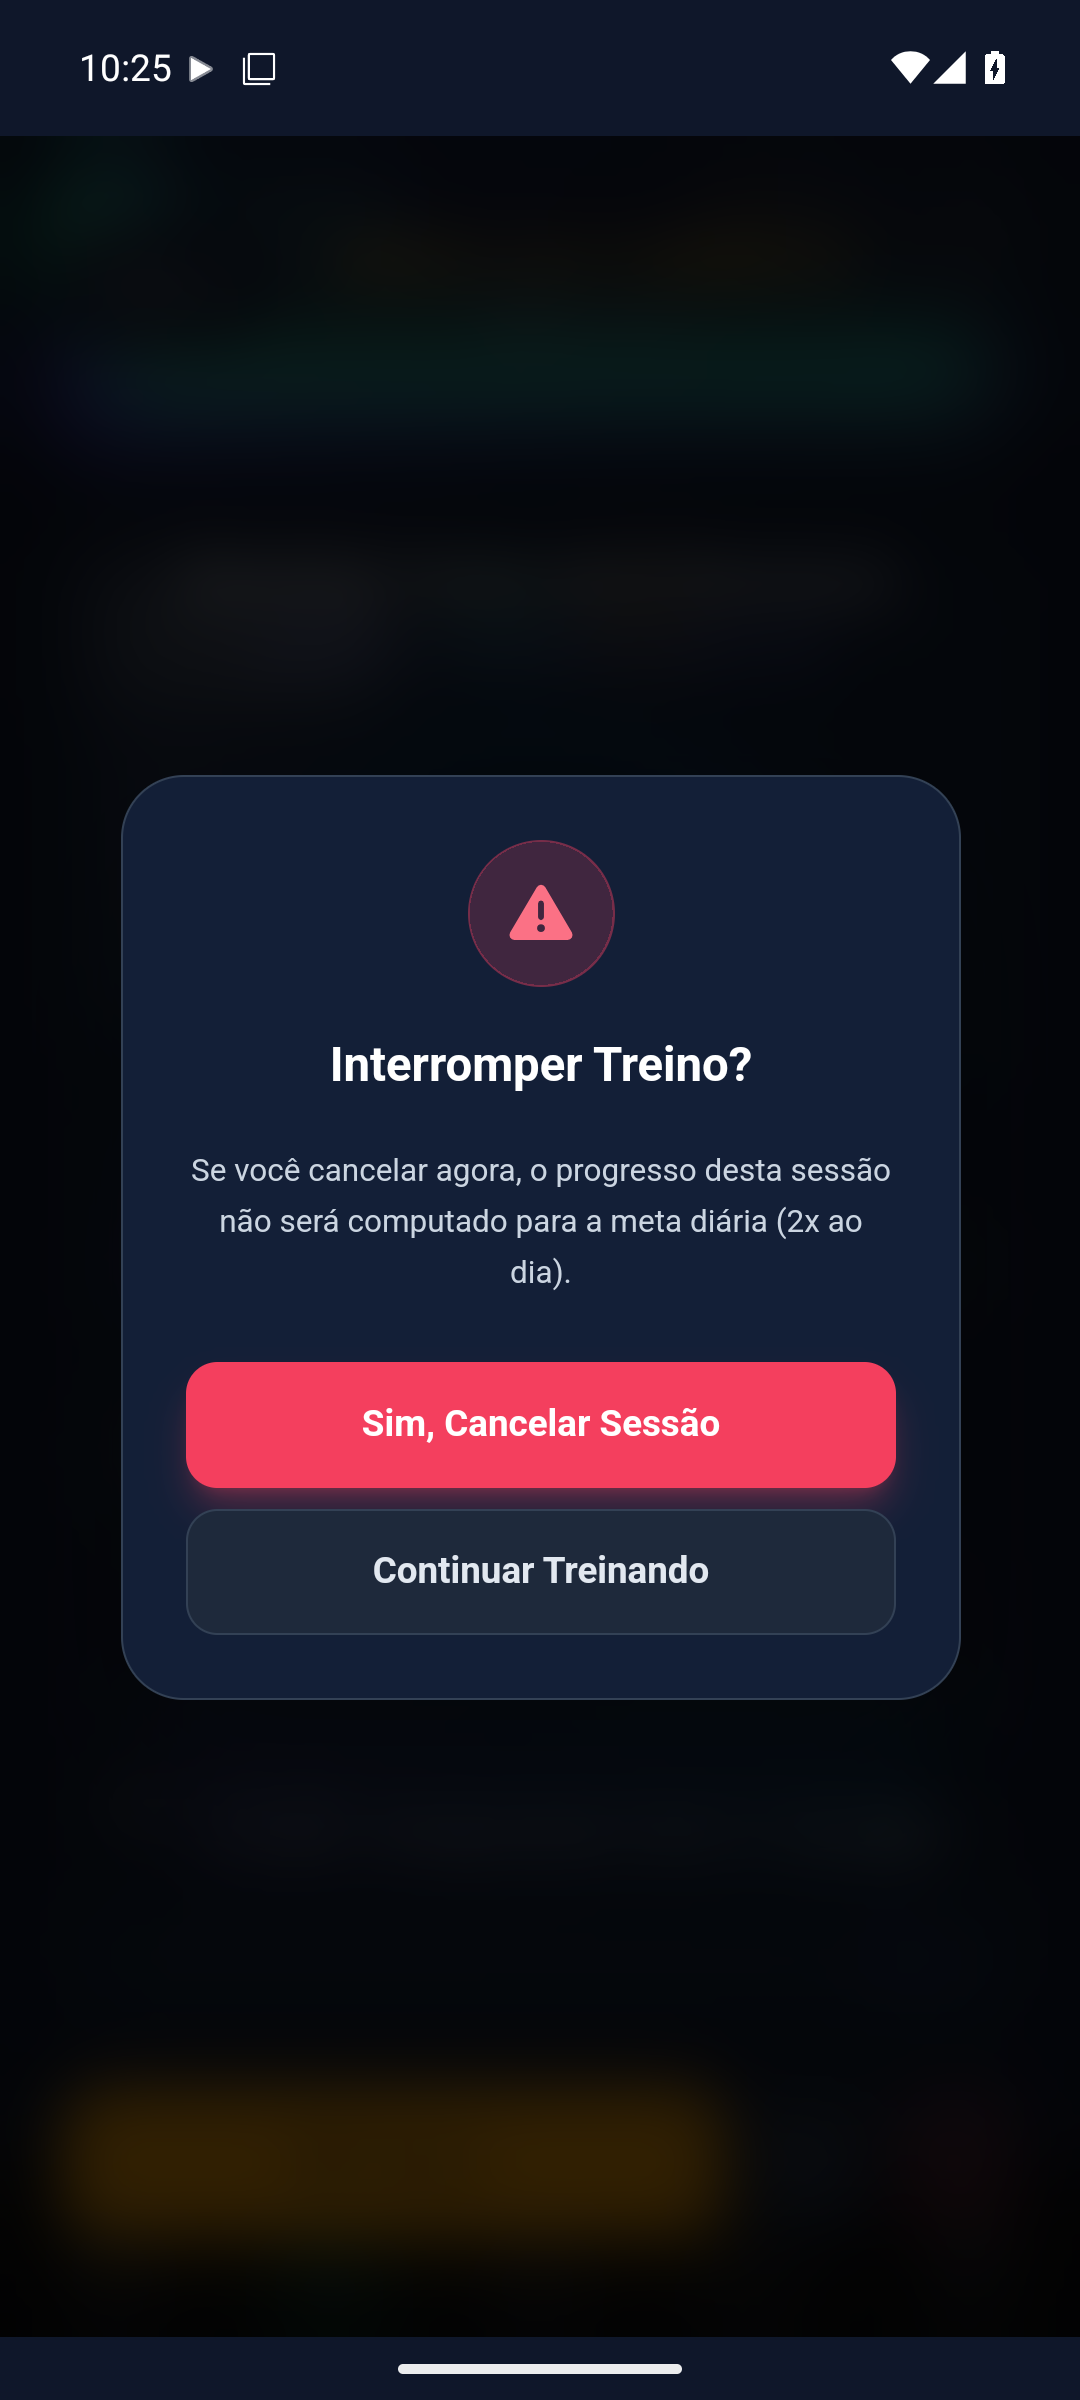 10:25
Interromper Treino?
Se você cancelar agora, o progresso desta sessão
não será computado para a meta diária (2x ao
dia).
Sim, Cancelar Sessão
Continuar Treinando